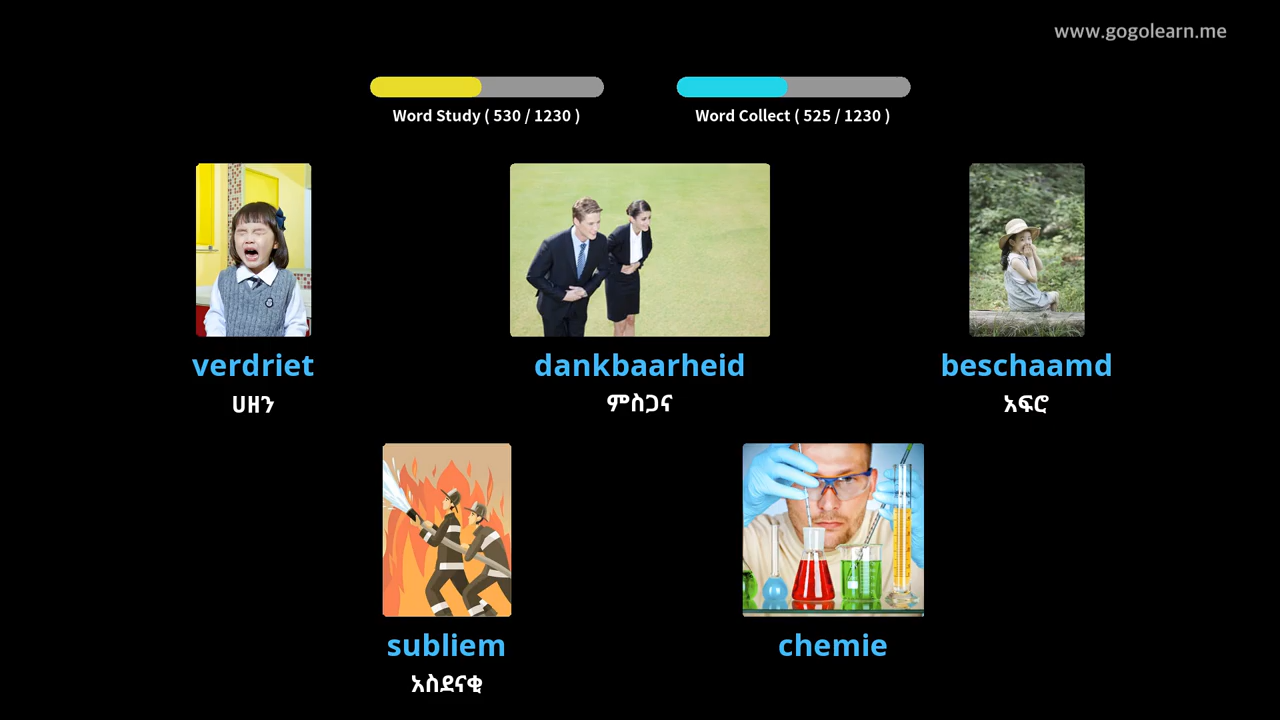 www.gogolearn.me
Word Study ( 530 / 1230 )
Word Collect ( 525 / 1230 )
verdriet
ሀዘን
dankbaarheid
ምስጋና
beschaamd
አፍሮ
subliem
አስደናቂ
chemie